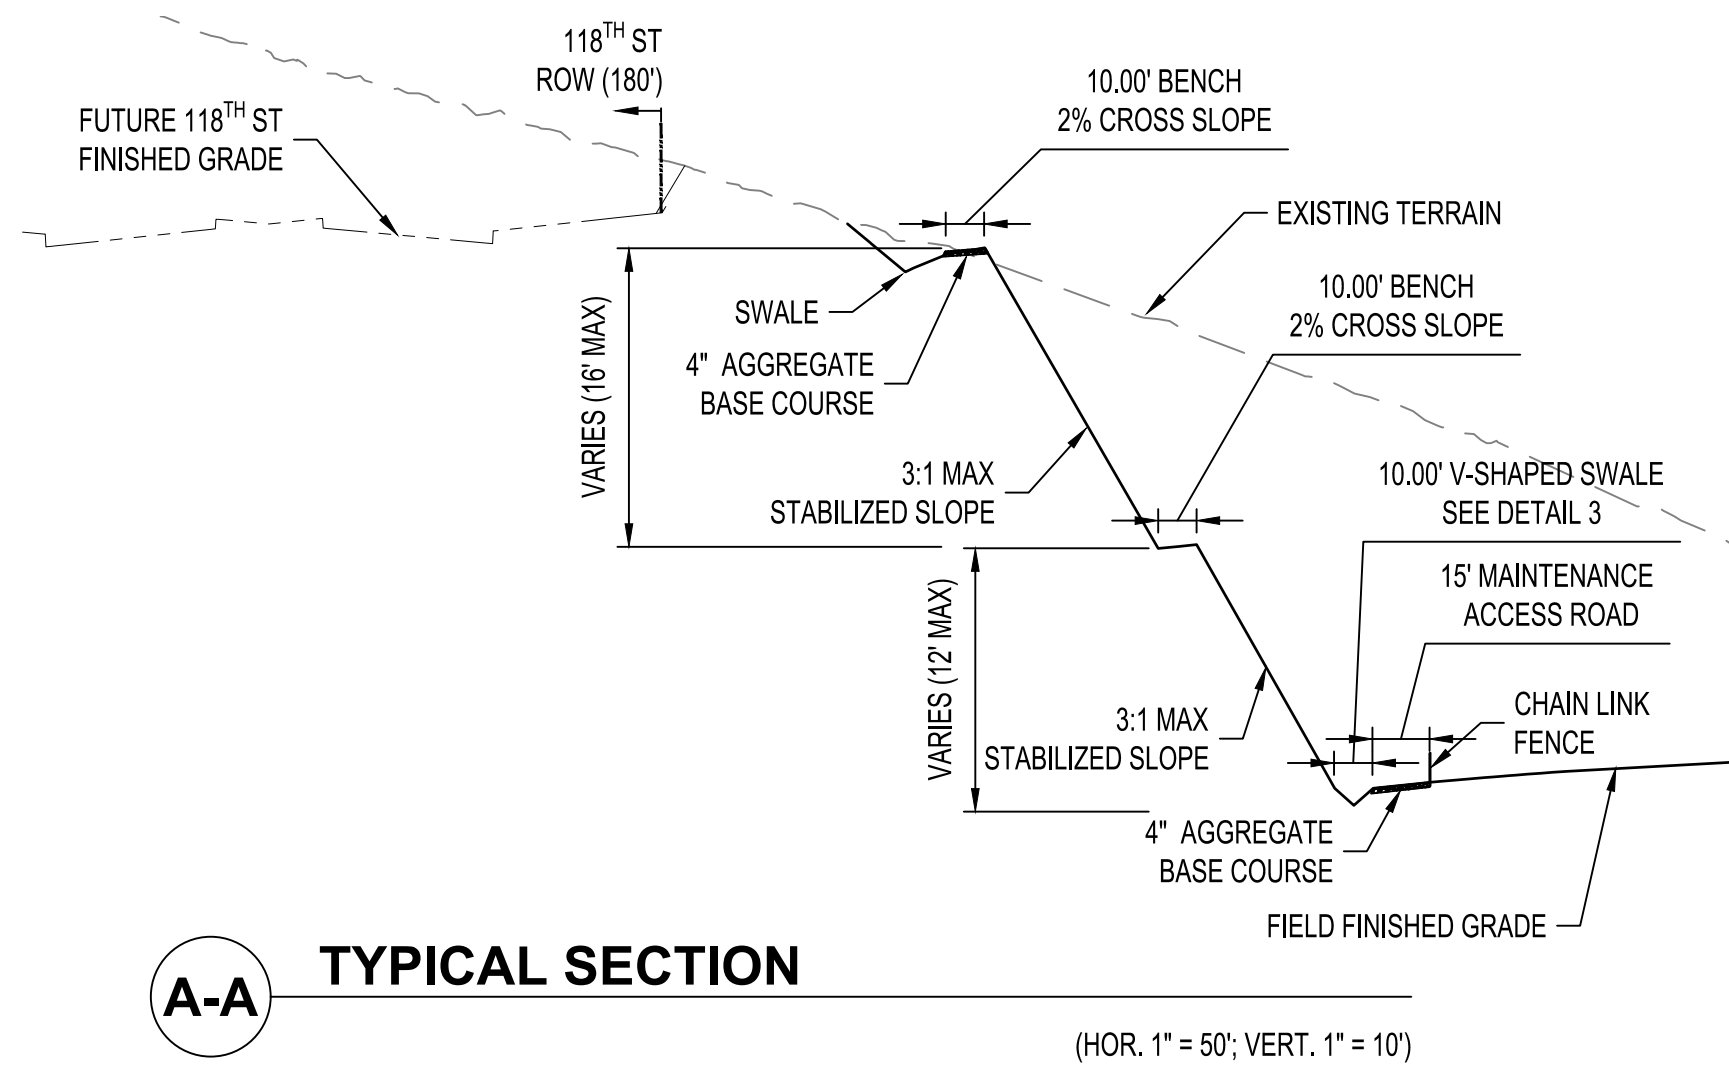 118TH ST
ROW (180')
10.00' BENCH
2% CROSS SLOPE
FUTURE 118TH ST
FINISHED GRADE
EXISTING TERRAIN
10.00' BENCH
2% CROSS SLOPE
SWALE
4" AGGREGATE
BASE COURSE
VARIES (16' MAX)
3:1 MAX
STABILIZED SLOPE
10.00' V-SHAPED SWALE
SEE DETAIL 3
15' MAINTENANCE
ACCESS ROAD
VARIES (12' MAX)
3:1 MAX
STABILIZED SLOPE
CHAIN LINK
FENCE
4" AGGREGATE
BASE COURSE
FIELD FINISHED GRADE
A-A
TYPICAL SECTION
(HOR. 1" = 50'; VERT. 1" = 10')